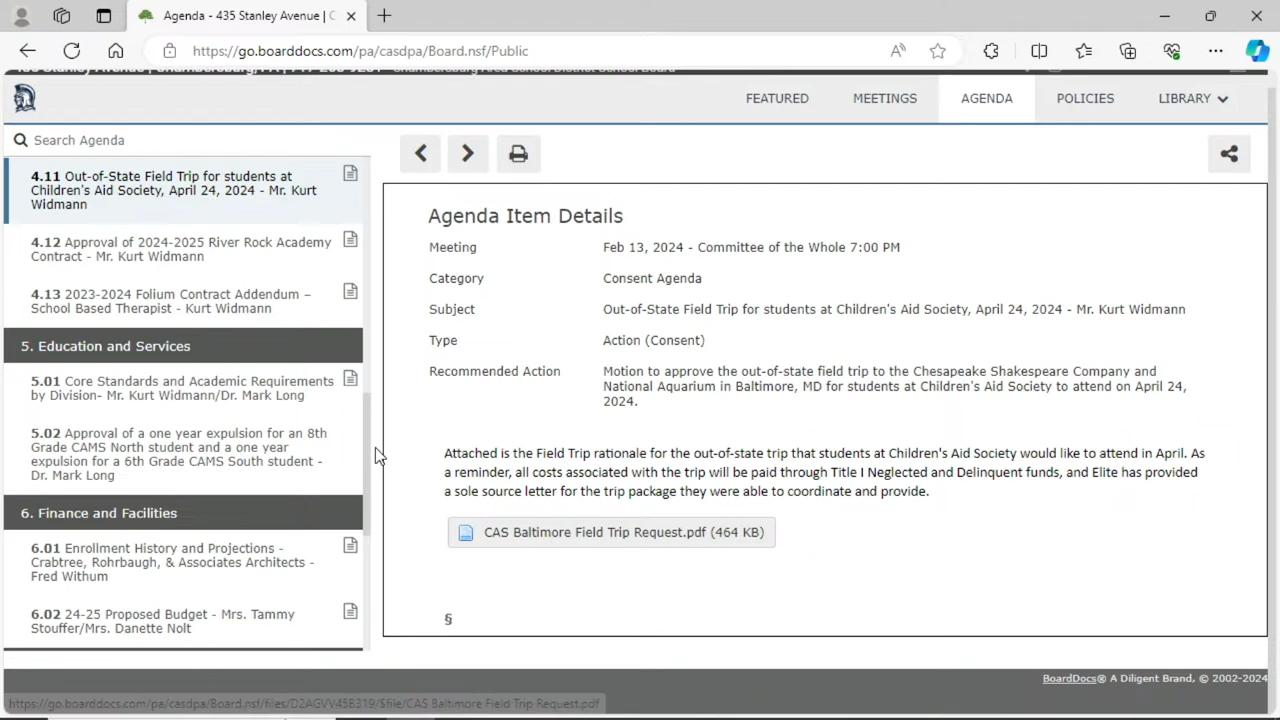 Agenda - 435 Stanley Avenue |
https://go.boarddocs.com/pa/casdpa/Board.nsf/Public
435 Stanley Avenue | Chambersburg, PA | 717-263-9281 - Chambersburg Area School District School Board
FEATURED
MEETINGS
AGENDA
POLICIES
LIBRARY
Search Agenda
4.11 Out-of-State Field Trip for students at
Children's Aid Society, April 24, 2024 - Mr. Kurt
Widmann
4.12 Approval of 2024-2025 River Rock Academy
Contract - Mr. Kurt Widmann
4.13 2023-2024 Folium Contract Addendum –
School Based Therapist - Kurt Widmann
5. Education and Services
5.01 Core Standards and Academic Requirements
by Division- Mr. Kurt Widmann/Dr. Mark Long
5.02 Approval of a one year expulsion for an 8th
Grade CAMS North student and a one year
expulsion for a 6th Grade CAMS South student -
Dr. Mark Long
6. Finance and Facilities
6.01 Enrollment History and Projections -
Crabtree, Rohrbaugh, & Associates Architects -
Fred Withum
6.02 24-25 Proposed Budget - Mrs. Tammy
Stouffer/Mrs. Danette Nolt
Agenda Item Details
Meeting Feb 13, 2024 - Committee of the Whole 7:00 PM
Category Consent Agenda
Subject Out-of-State Field Trip for students at Children's Aid Society, April 24, 2024 - Mr. Kurt Widmann
Type Action (Consent)
Recommended Action Motion to approve the out-of-state field trip to the Chesapeake Shakespeare Company and
National Aquarium in Baltimore, MD for students at Children's Aid Society to attend on April 24,
2024.
Attached is the Field Trip rationale for the out-of-state trip that students at Children's Aid Society would like to attend in April. As
a reminder, all costs associated with the trip will be paid through Title I Neglected and Delinquent funds, and Elite has provided
a sole source letter for the trip package they were able to coordinate and provide.
CAS Baltimore Field Trip Request.pdf (464 KB)
§
BoardDocs® A Diligent Brand, © 2002-2024
https://go.boarddocs.com/pa/casdpa/Board.nsf/files/D2AGVV45B319/$file/CAS Baltimore Field Trip Request.pdf